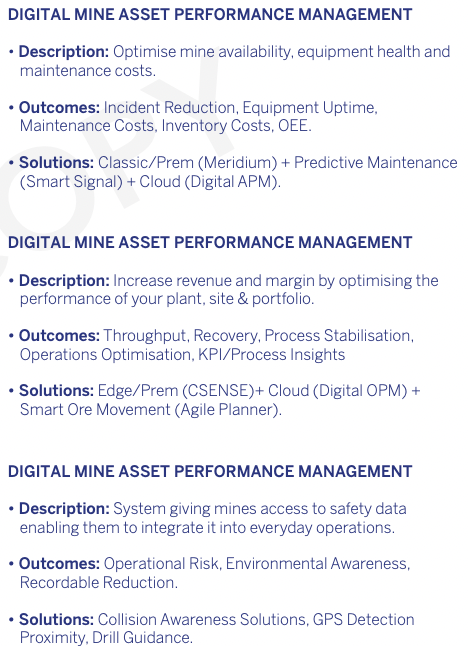 DIGITAL MINE ASSET PERFORMANCE MANAGEMENT
• Description: Optimise mine availability, equipment health and
maintenance costs.
• Outcomes: Incident Reduction, Equipment Uptime,
Maintenance Costs, Inventory Costs, OEE.
• Solutions: Classic/Prem (Meridium) + Predictive Maintenance
(Smart Signal) + Cloud (Digital APM).
DIGITAL MINE ASSET PERFORMANCE MANAGEMENT
• Description: Increase revenue and margin by optimising the
performance of your plant, site & portfolio.
• Outcomes: Throughput, Recovery, Process Stabilisation,
Operations Optimisation, KPI/Process Insights
• Solutions: Edge/Prem (CSENSE)+ Cloud (Digital OPM) +
Smart Ore Movement (Agile Planner).
DIGITAL MINE ASSET PERFORMANCE MANAGEMENT
• Description: System giving mines access to safety data
enabling them to integrate it into everyday operations.
• Outcomes: Operational Risk, Environmental Awareness,
Recordable Reduction.
• Solutions: Collision Awareness Solutions, GPS Detection
Proximity, Drill Guidance.
OPY